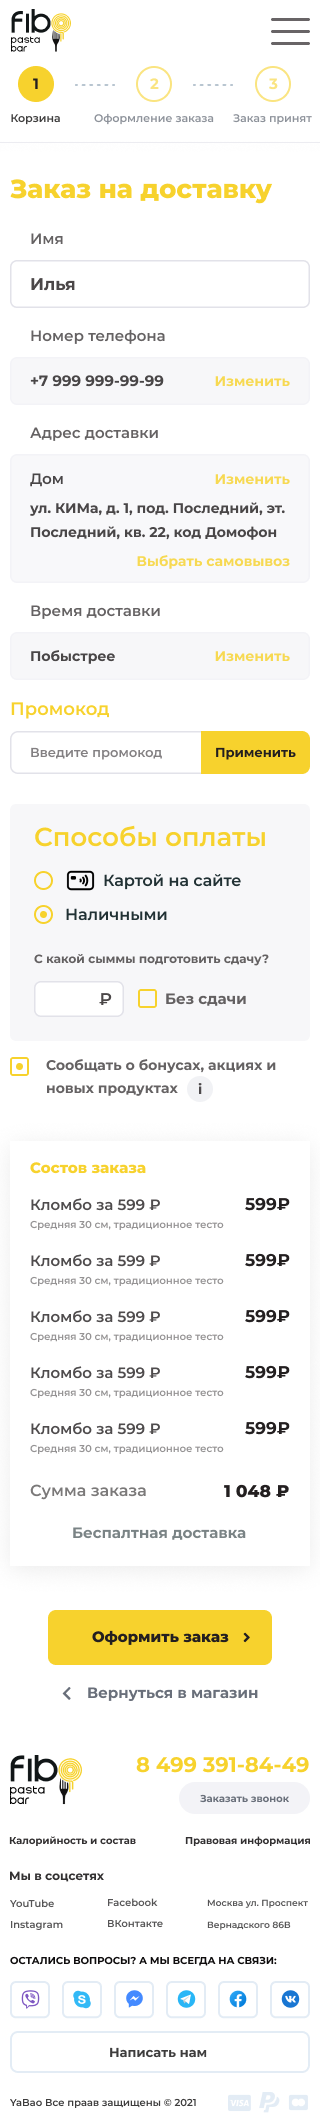 fibo
pasta
bar
1
2
3
Корзина
Оформление заказа
Заказ принят
Заказ на доставку
Имя
Илья
Номер телефона
+7 999 999-99-99
Изменить
Адрес доставки
Дом
Изменить
ул. КИМа, д. 1, под. Последний, эт.
Последний, кв. 22, код Домофон
Выбрать самовывоз
Время доставки
Побыстрее
Изменить
Промокод
Введите промокод
Применить
Способы оплаты
Картой на сайте
Наличными
С какой сыммы подготовить сдачу?
₽
Без сдачи
Сообщать о бонусах, акциях и
новых продуктах
i
Состов заказа
Кломбо за 599 ₽
599₽
Средняя 30 см, традиционное тесто
Кломбо за 599 ₽
599₽
Средняя 30 см, традиционное тесто
Кломбо за 599 ₽
599₽
Средняя 30 см, традиционное тесто
Кломбо за 599 ₽
599₽
Средняя 30 см, традиционное тесто
Кломбо за 599 ₽
599₽
Средняя 30 см, традиционное тесто
Сумма заказа
1 048 ₽
Беспалтная доставка
Оформить заказ
Вернуться в магазин
fibo
pasta
bar
8 499 391-84-49
Заказать звонок
Калорийность и состав
Правовая информация
Мы в соцсетях
YouTube
Facebook
Москва ул. Проспект
Instagram
ВКонтакте
Вернадского 86В
ОСТАЛИСЬ ВОПРОСЫ? А МЫ ВСЕГДА НА СВЯЗИ:
Написать нам
YaBao Все прав защищены © 2021
VISA